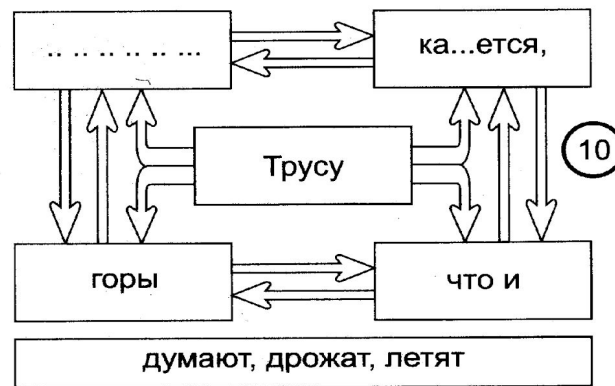 .. .. .. .. .. ...
ка...ется,
Трусу
10
горы
что и
думают, дрожат, летят